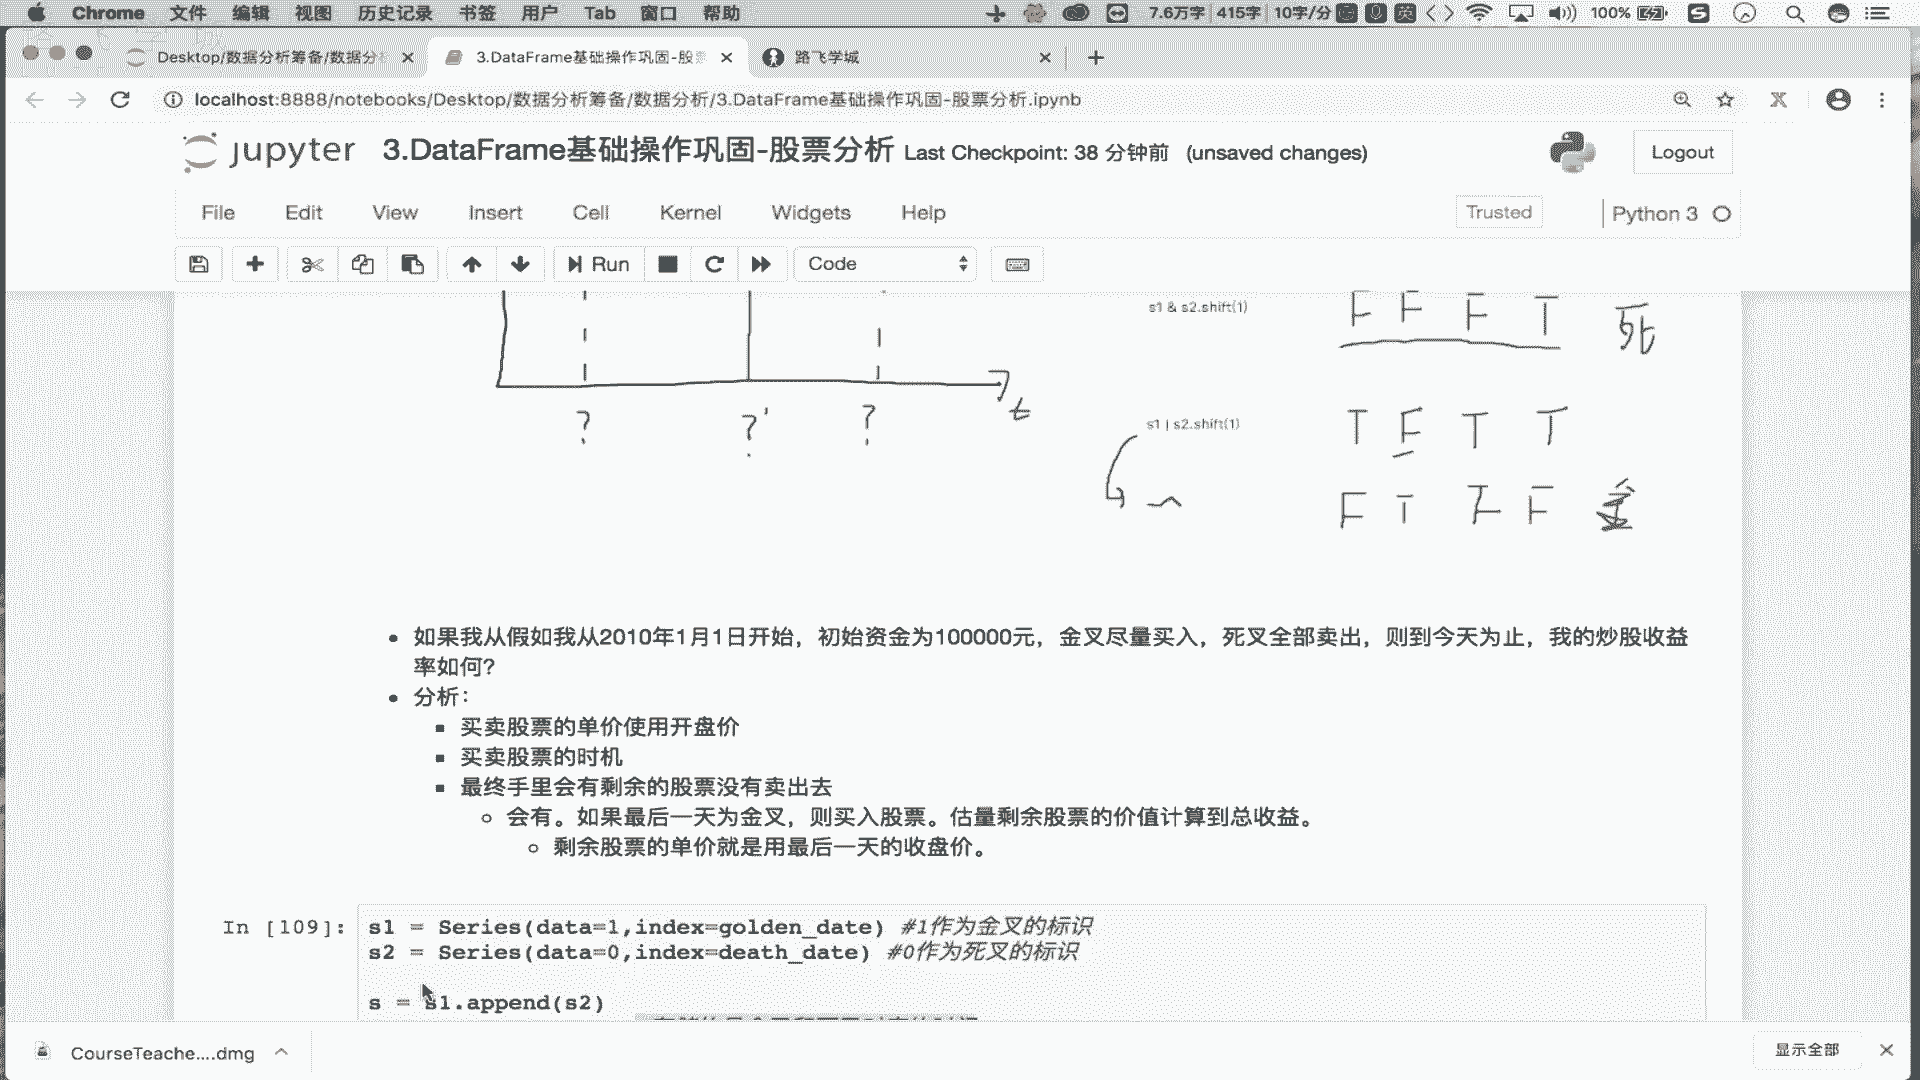 Chrome 文件 编辑 视图 历史记录 书签 用户 Tab 窗口 帮助 7.6万字 415字 10字/分 英 100%
Desktop/数据分析筹备/数据分 3.DataFrame基础操作巩固-股 路飞学城
localhost:8888/notebooks/Desktop/数据分析筹备/数据分析/3.DataFrame基础操作巩固-股票分析.ipynb
jupyter 3.DataFrame基础操作巩固-股票分析 Last Checkpoint: 38 分钟前 (unsaved changes) Logout
File Edit View Insert Cell Kernel Widgets Help Trusted Python 3
Run Code
s1 & s2.shift(1) F F F T 死
t
? ?' ? s1 | s2.shift(1) T F T T
~ F T F F 金
如果我从假如我从2010年1月1日开始，初始资金为100000元，金叉尽量买入，死叉全部卖出，则到今天为止，我的炒股收益
率如何?
分析：
买卖股票的单价使用开盘价
买卖股票的时机
最终手里会有剩余的股票没有卖出去
会有。如果最后一天为金叉，则买入股票。估量剩余股票的价值计算到总收益。
剩余股票的单价就是用最后一天的收盘价。
In [109]: s1 = Series(data=1,index=golden_date) #1作为金叉的标识
s2 = Series(data=0,index=death_date) #0作为死叉的标识
s = s1.append(s2)
CourseTeache....dmg 显示全部